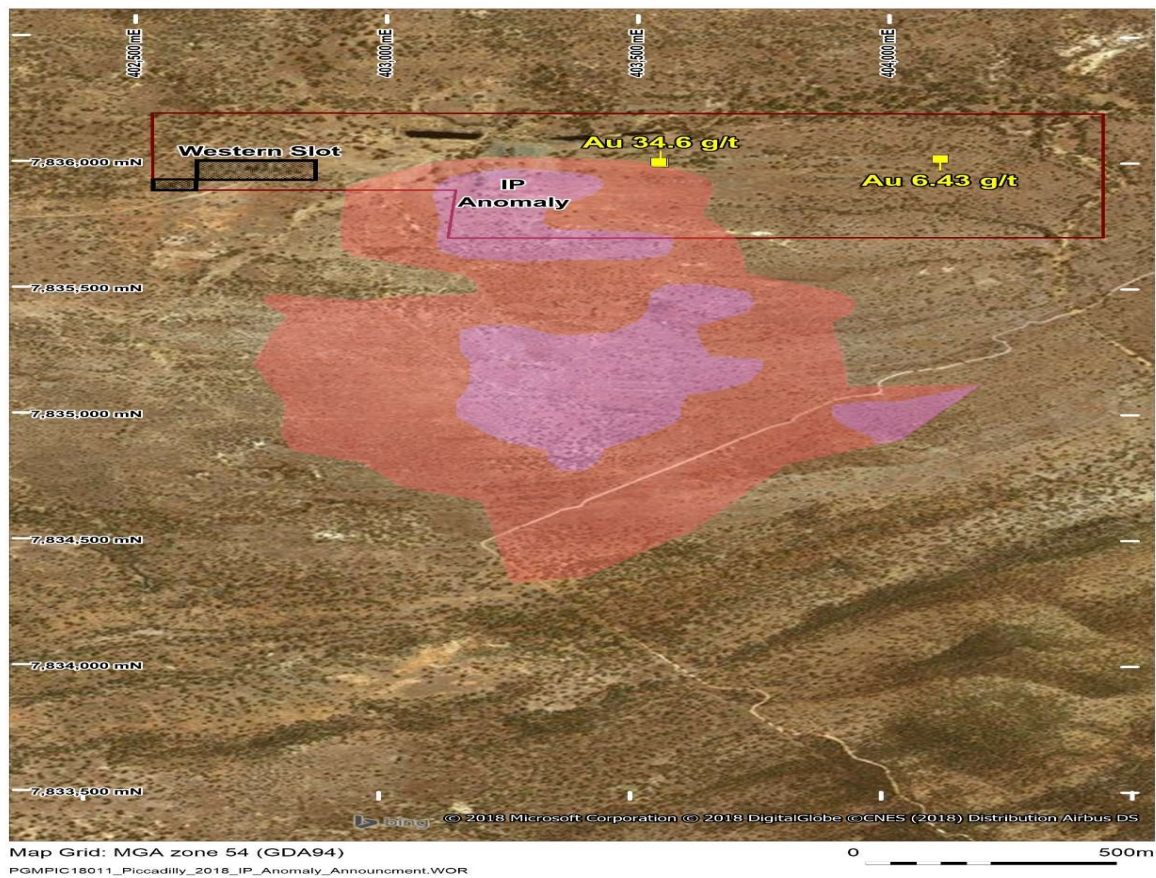 402,500 mE
403,000 mE
403,500 mE
404,000 mE
Western Slot
Au 34.6 g/t
7,836,000 mN
Au 6.43 g/t
IP
Anomaly
7,835,500 mN
7,835,000 mN
7,834,500 mN
7,834,000 mN
7,833,500 mN
bing
© 2018 Microsoft Corporation © 2018 DigitalGlobe ©CNES (2018) Distribution Airbus DS
Map Grid: MGA zone 54 (GDA94)
0 500m
PGMPIC18011_Piccadilly_2018_IP_Anomaly_Announcment.WOR